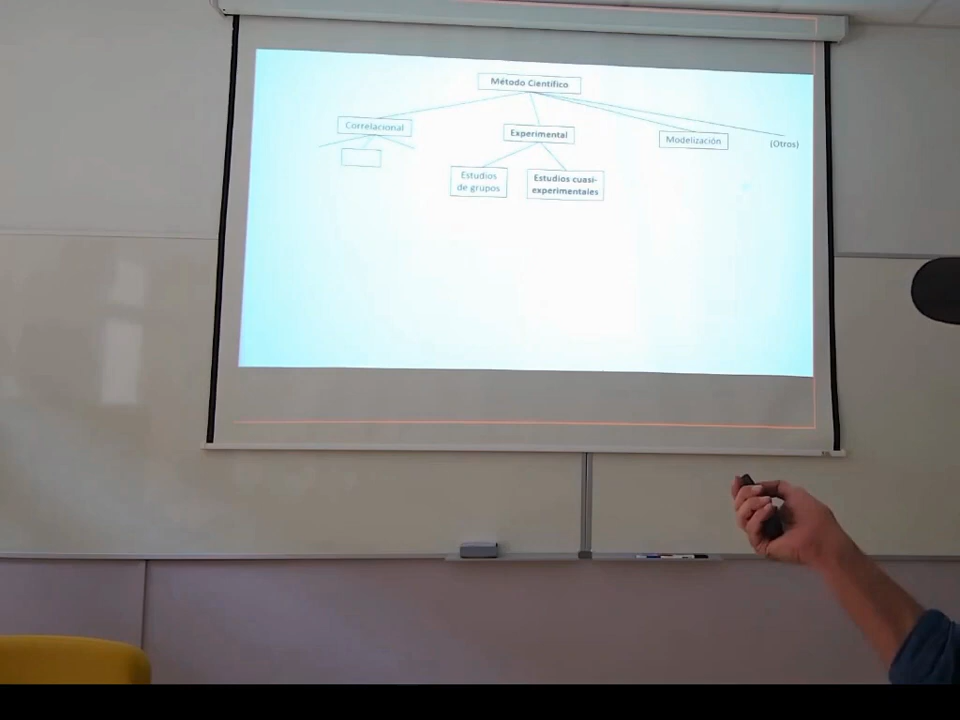 Método Científico
Correlacional
Experimental
Modelización
(Otros)
Estudios
de grupos
Estudios cuasi-
experimentales